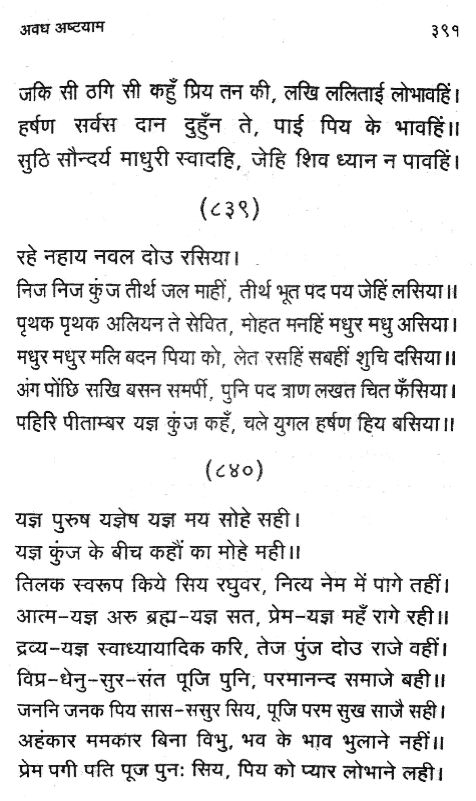 अवध अष्टयाम
३९१
जकि सी ठगि सी कहुँ प्रिय तन की, लखि ललिताई लोभावहिं।
हर्षण सर्वस दान दुहुँन ते, पाई पिय के भावहिं॥
सुठि सौन्दर्य माधुरी स्वादहि, जेहि शिव ध्यान न पावहिं।
(८३९)
रहे नहाय नवल दोउ रसिया।
निज निज कुंज तीर्थ जल माहीं, तीर्थ भूत पद पय जेहिं लसिया॥
पृथक पृथक अलियन ते सेवित, मोहत मनहिं मधुर मधु असिया।
मधुर मधुर मलि बदन पिया को, लेत रसहिं सबहीं शुचि दसिया॥
अंग पोंछि सखि बसन समर्पी, पुनि पद त्राण लखत चित फँसिया।
पहिरि पीताम्बर यज्ञ कुंज कहँ, चले युगल हर्षण हिय बसिया॥
(८४०)
यज्ञ पुरुष यज्ञेष यज्ञ मय सोहे सही।
यज्ञ कुंज के बीच कहौं का मोहे मही॥
तिलक स्वरूप किये सिय रघुवर, नित्य नेम में पागे तहीं।
आत्म-यज्ञ अरु ब्रह्म-यज्ञ सत, प्रेम-यज्ञ महँ रागे रही॥
द्रव्य-यज्ञ स्वाध्यायादिक करि, तेज पुंज दोउ राजे वहीं।
विप्र-धेनु-सुर-संत पूजि पुनि, परमानन्द समाजे बही॥
जननि जनक पिय सास-ससुर सिय, पूजि परम सुख साजै सही।
अहंकार ममकार बिना विभु, भव के भाव भुलाने नहीं॥
प्रेम पगी पति पूज पुनः सिय, पिय को प्यार लोभाने लही।